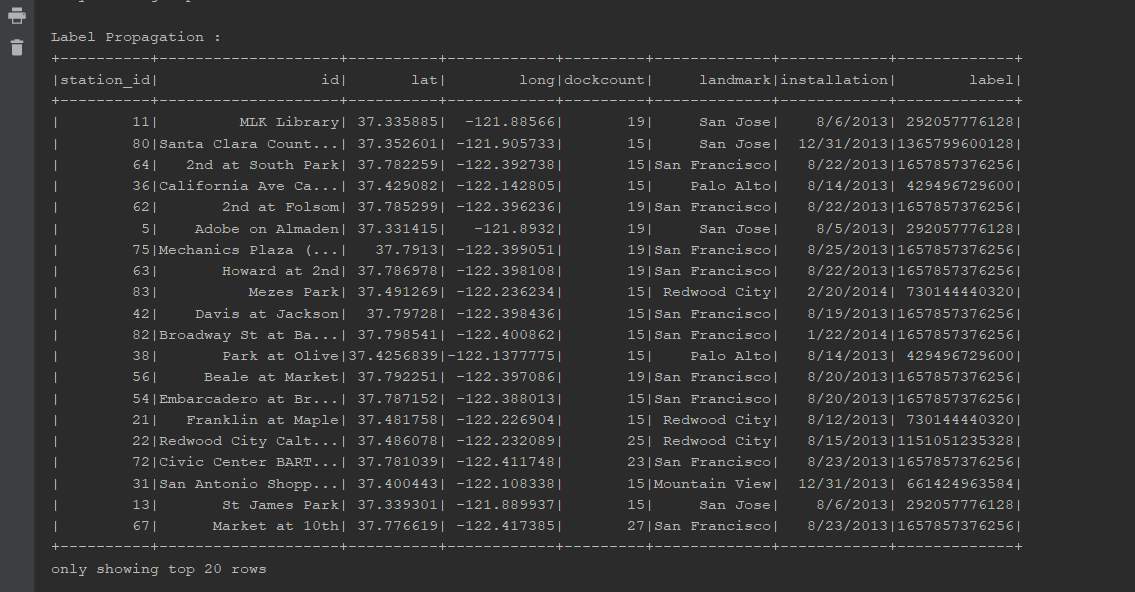 Label Propagation :
+----------+--------------------+----------+------------+---------+-------------+------------+-------------+
|station_id|                  id|       lat|        long|dockcount|     landmark|installation|        label|
+----------+--------------------+----------+------------+---------+-------------+------------+-------------+
|        11|         MLK Library| 37.335885|  -121.88566|       19|     San Jose|    8/6/2013| 292057776128|
|        80|Santa Clara Count...| 37.352601| -121.905733|       15|     San Jose|  12/31/2013|1365799600128|
|        64|   2nd at South Park| 37.782259| -122.392738|       15|San Francisco|   8/22/2013|1657857376256|
|        36|California Ave Ca...| 37.429082| -122.142805|       15|    Palo Alto|   8/14/2013| 429496729600|
|        62|       2nd at Folsom| 37.785299| -122.396236|       19|San Francisco|   8/22/2013|1657857376256|
|         5|    Adobe on Almaden| 37.331415|   -121.8932|       19|     San Jose|    8/5/2013| 292057776128|
|        75|Mechanics Plaza (...|   37.7913| -122.399051|       19|San Francisco|   8/25/2013|1657857376256|
|        63|       Howard at 2nd| 37.786978| -122.398108|       19|San Francisco|   8/22/2013|1657857376256|
|        83|          Mezes Park| 37.491269| -122.236234|       15| Redwood City|   2/20/2014| 730144440320|
|        42|    Davis at Jackson|  37.79728| -122.398436|       15|San Francisco|   8/19/2013|1657857376256|
|        82|Broadway St at Ba...| 37.798541| -122.400862|       15|San Francisco|   1/22/2014|1657857376256|
|        38|       Park at Olive|37.4256839|-122.1377775|       15|    Palo Alto|   8/14/2013| 429496729600|
|        56|     Beale at Market| 37.792251| -122.397086|       19|San Francisco|   8/20/2013|1657857376256|
|        54|Embarcadero at Br...| 37.787152| -122.388013|       15|San Francisco|   8/20/2013|1657857376256|
|        21|   Franklin at Maple| 37.481758| -122.226904|       15| Redwood City|   8/12/2013| 730144440320|
|        22|Redwood City Calt...| 37.486078| -122.232089|       25| Redwood City|   8/15/2013|1151051235328|
|        72|Civic Center BART...| 37.781039| -122.411748|       23|San Francisco|   8/23/2013|1657857376256|
|        31|San Antonio Shopp...| 37.400443| -122.108338|       15|Mountain View|  12/31/2013| 661424963584|
|        13|       St James Park| 37.339301| -121.889937|       15|     San Jose|    8/6/2013| 292057776128|
|        67|      Market at 10th| 37.776619| -122.417385|       27|San Francisco|   8/23/2013|1657857376256|
+----------+--------------------+----------+------------+---------+-------------+------------+-------------+
only showing top 20 rows